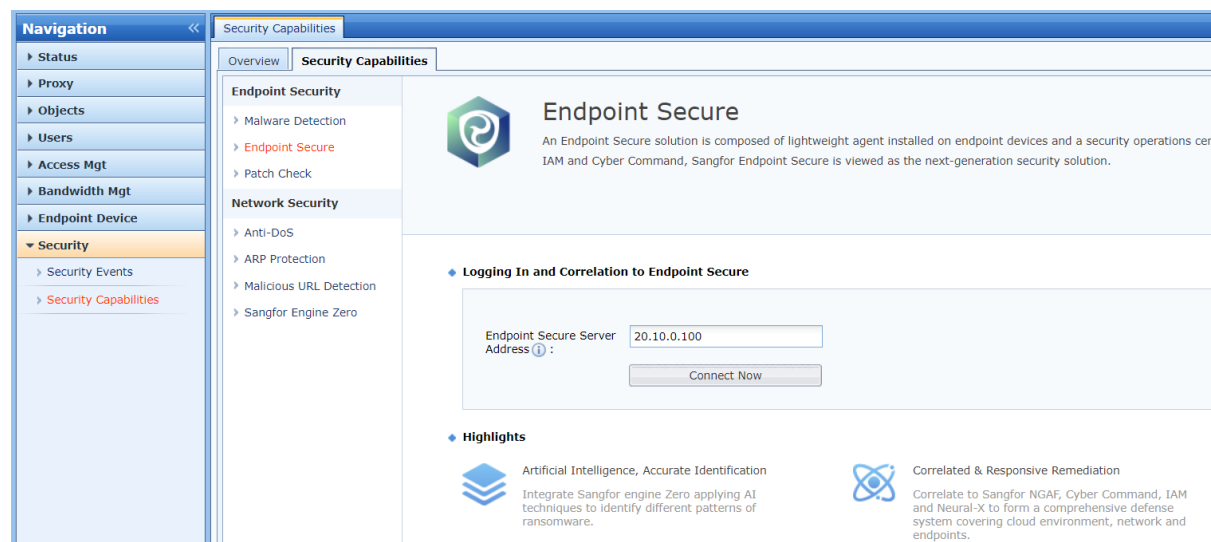 Navigation
Status
Proxy
Objects
Users
Access Mgt
Bandwidth Mgt
Endpoint Device
Security
Security Events
Security Capabilities
Security Capabilities
Overview
Security Capabilities
Endpoint Security
Malware Detection
Endpoint Secure
Patch Check
Network Security
Anti-DoS
ARP Protection
Malicious URL Detection
Sangfor Engine Zero
Endpoint Secure
An Endpoint Secure solution is composed of lightweight agent installed on endpoint devices and a security operations cer
IAM and Cyber Command, Sangfor Endpoint Secure is viewed as the next-generation security solution.
Logging In and Correlation to Endpoint Secure
Endpoint Secure Server
Address :
20.10.0.100
Connect Now
Highlights
Artificial Intelligence, Accurate Identification
Integrate Sangfor engine Zero applying AI
techniques to identify different patterns of
ransomware.
Correlated & Responsive Remediation
Correlate to Sangfor NGAF, Cyber Command, IAM
and Neural-X to form a comprehensive defense
system covering cloud environment, network and
endpoints.